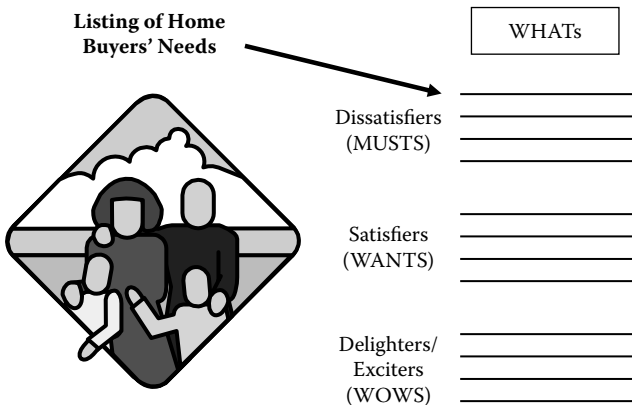 Listing of Home
Buyers’ Needs
WHATs
Dissatisfiers
(MUSTS)
Satisfiers
(WANTS)
Delighters/
Exciters
(WOWS)